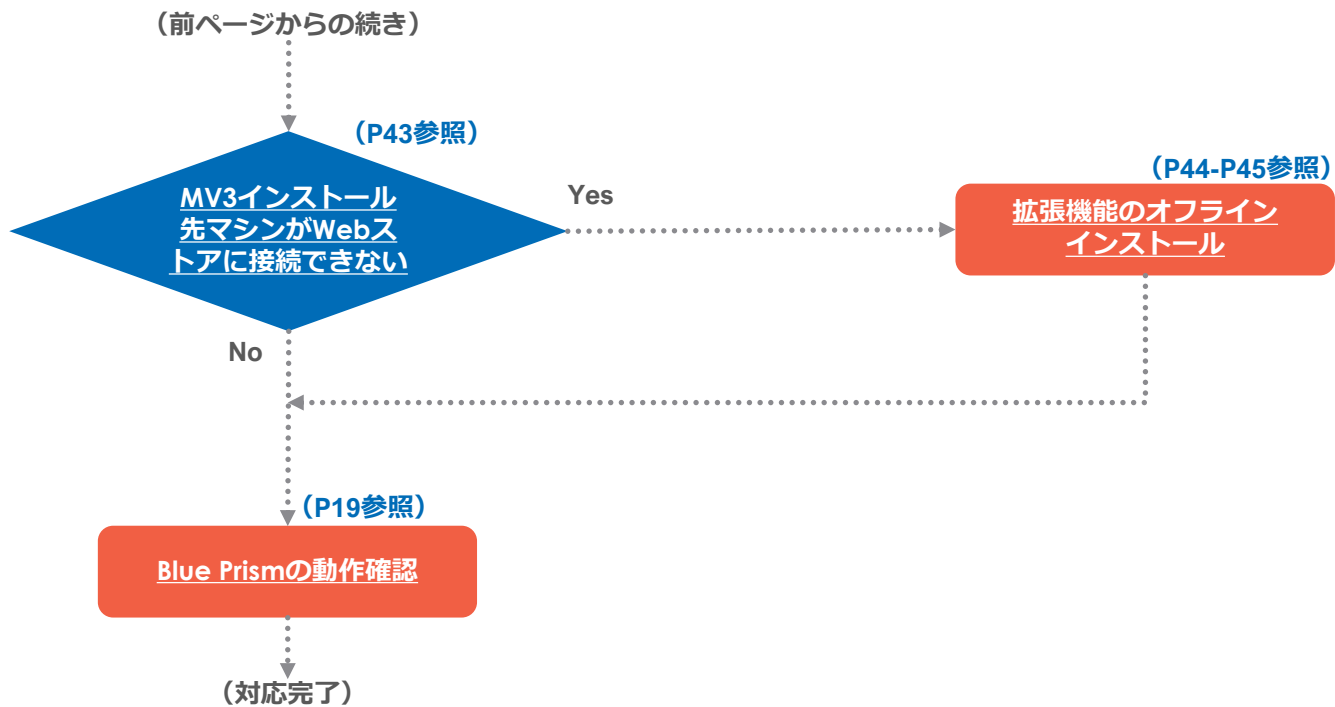 （前ページからの続き）
（P43参照）
MV3インストール
先マシンがWebス
トアに接続できない
Yes
（P44-P45参照）
拡張機能のオフライン
インストール
No
（P19参照）
Blue Prismの動作確認
（対応完了）